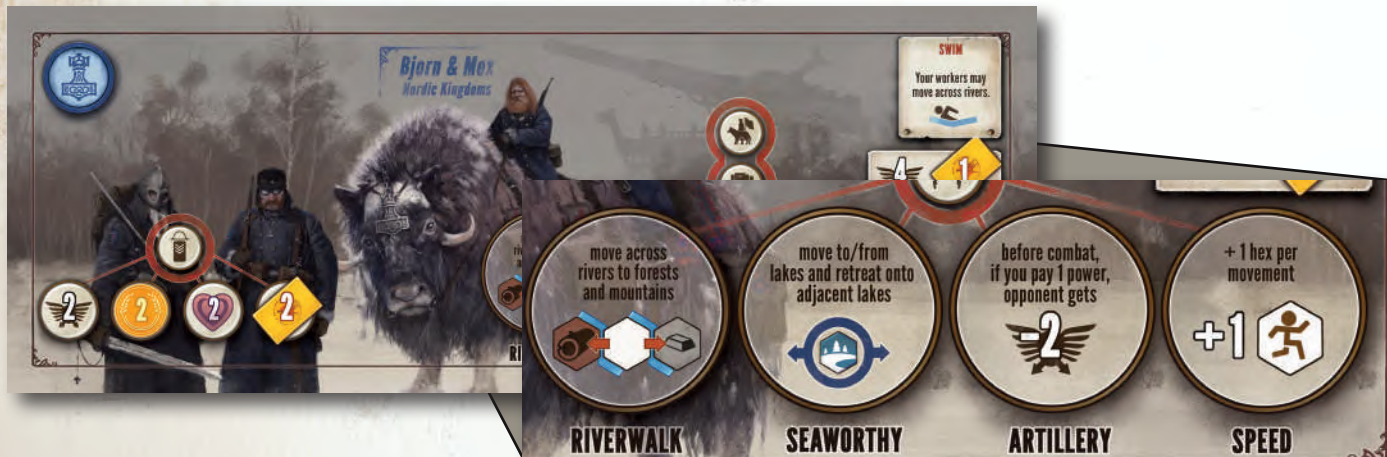 Bjorn & Mox
Nordic Kingdoms
SWIM
Your workers may
move across rivers.
4
1
2
2
2
2
RI
move across
rivers to forests
and mountains
RIVERWALK
move to/from
lakes and retreat onto
adjacent lakes
SEAWORTHY
before combat,
if you pay 1 power,
opponent gets
-2
ARTILLERY
+ 1 hex per
movement
+1
SPEED